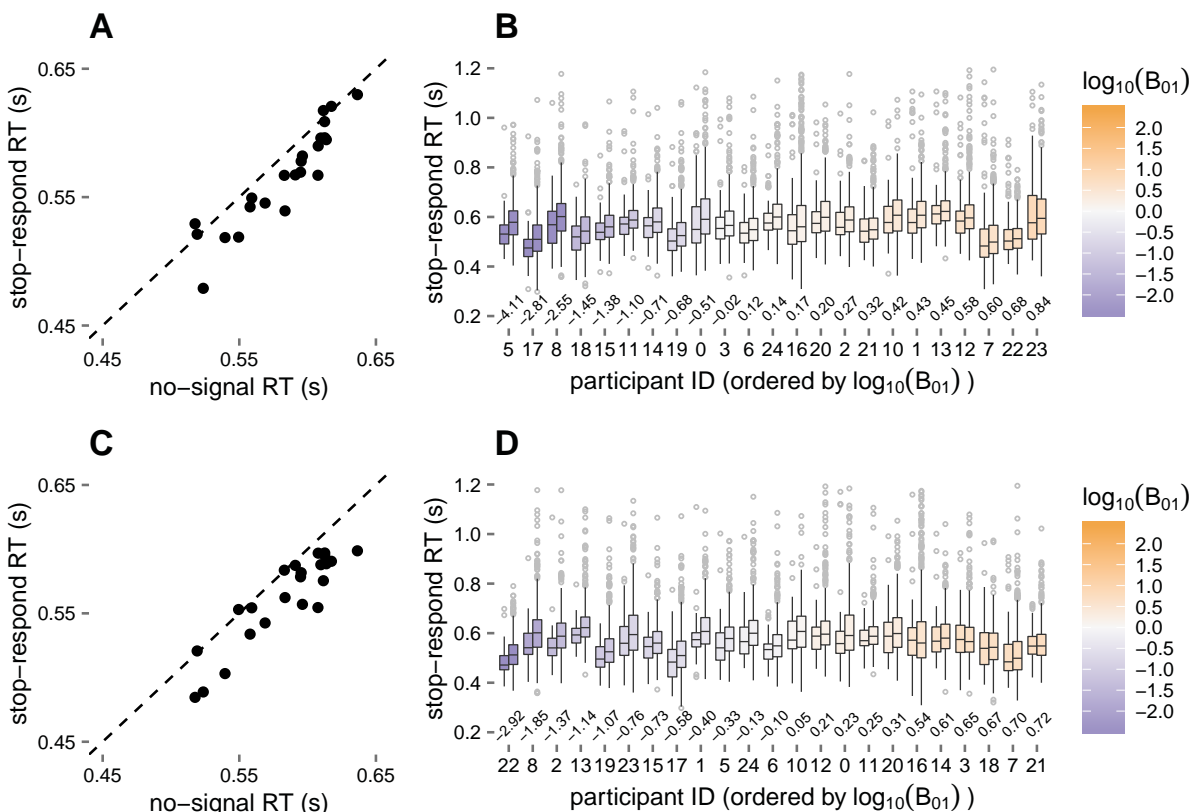 A
0.65
0.55
0.45
stop−respond RT (s)
0.45 0.55 0.65
no−signal RT (s)
B
1.2
1.0
0.8
0.6
0.4
0.2
stop−respond RT (s)
−4.11 −2.81 −2.55 −1.45 −1.38 −1.10 −0.71 −0.68 −0.51 −0.02 0.12 0.14 0.17 0.20 0.27 0.32 0.42 0.43 0.45 0.58 0.60 0.68 0.84
5 17 8 18 15 11 14 19 0 3 6 24 16 20 2 21 10 1 13 12 7 22 23
participant ID (ordered by log10(B01) )
log10(B01)
2.0
1.5
1.0
0.5
0.0
−0.5
−1.0
−1.5
−2.0
C
0.65
0.55
0.45
stop−respond RT (s)
0.45 0.55 0.65
no−signal RT (s)
D
1.2
1.0
0.8
0.6
0.4
0.2
stop−respond RT (s)
−2.92 −1.85 −1.37 −1.14 −1.07 −0.76 −0.73 −0.58 −0.40 −0.33 −0.13 −0.10 0.05 0.21 0.23 0.25 0.31 0.54 0.61 0.65 0.67 0.70 0.72
22 8 2 13 19 23 15 17 1 5 24 6 10 12 0 11 20 16 14 3 18 7 21
participant ID (ordered by log10(B01) )
log10(B01)
2.0
1.5
1.0
0.5
0.0
−0.5
−1.0
−1.5
−2.0